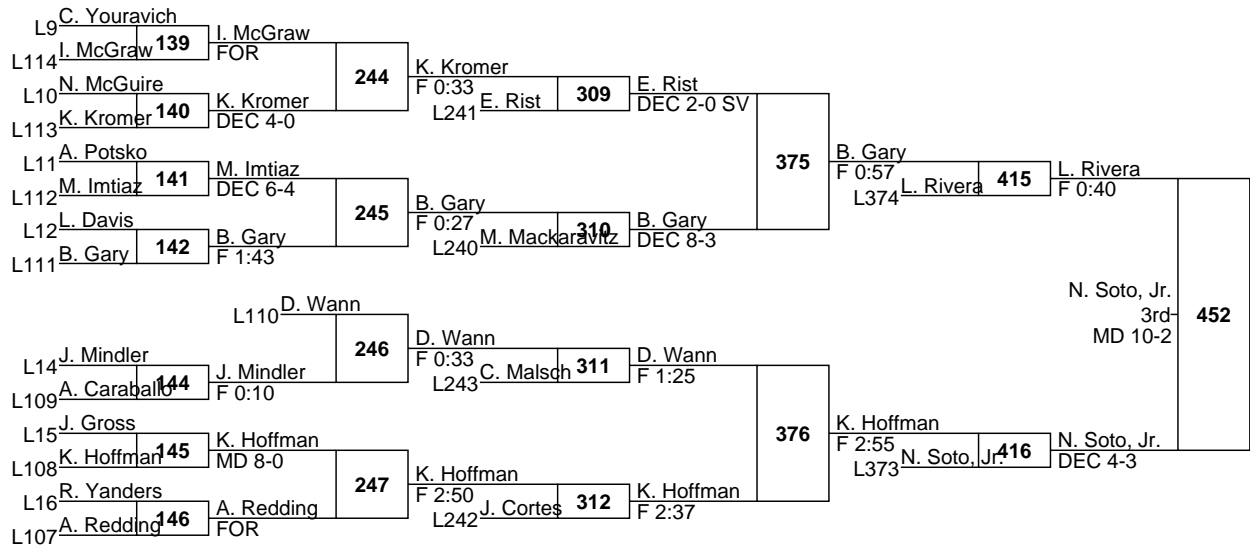 C. Youravich
L9
139
I. McGraw
FOR
I. McGraw
L114
244
K. Kromer
F 0:33
N. McGuire
L10
140
K. Kromer
DEC 4-0
K. Kromer
L113
E. Rist
L241
309
E. Rist
DEC 2-0 SV
A. Potsko
L11
141
M. Imtiaz
DEC 6-4
M. Imtiaz
L112
245
B. Gary
F 0:27
L. Davis
L12
142
B. Gary
F 1:43
B. Gary
L111
M. Mackaravitz
L240
310
B. Gary
DEC 8-3
375
B. Gary
F 0:57
L. Rivera
L374
415
L. Rivera
F 0:40
D. Wann
L110
246
D. Wann
F 0:33
J. Mindler
L14
144
J. Mindler
F 0:10
A. Caraballo
L109
C. Malsch
L243
311
D. Wann
F 1:25
J. Gross
L15
145
K. Hoffman
MD 8-0
K. Hoffman
L108
247
K. Hoffman
F 2:50
R. Yanders
L16
146
A. Redding
FOR
A. Redding
L107
J. Cortes
L242
312
K. Hoffman
F 2:37
376
K. Hoffman
F 2:55
N. Soto, Jr.
L373
416
N. Soto, Jr.
DEC 4-3
N. Soto, Jr.
3rd
MD 10-2
452